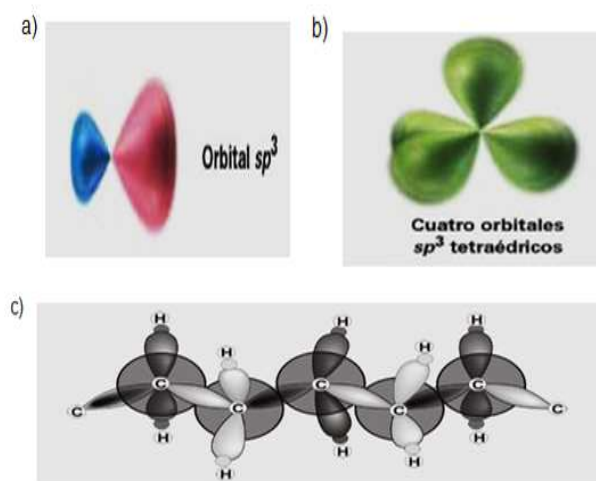 a)
Orbital sp³
b)
Cuatro orbitales
sp³ tetraédricos
c)
H H H H H
C C C C C C C
H H H H H